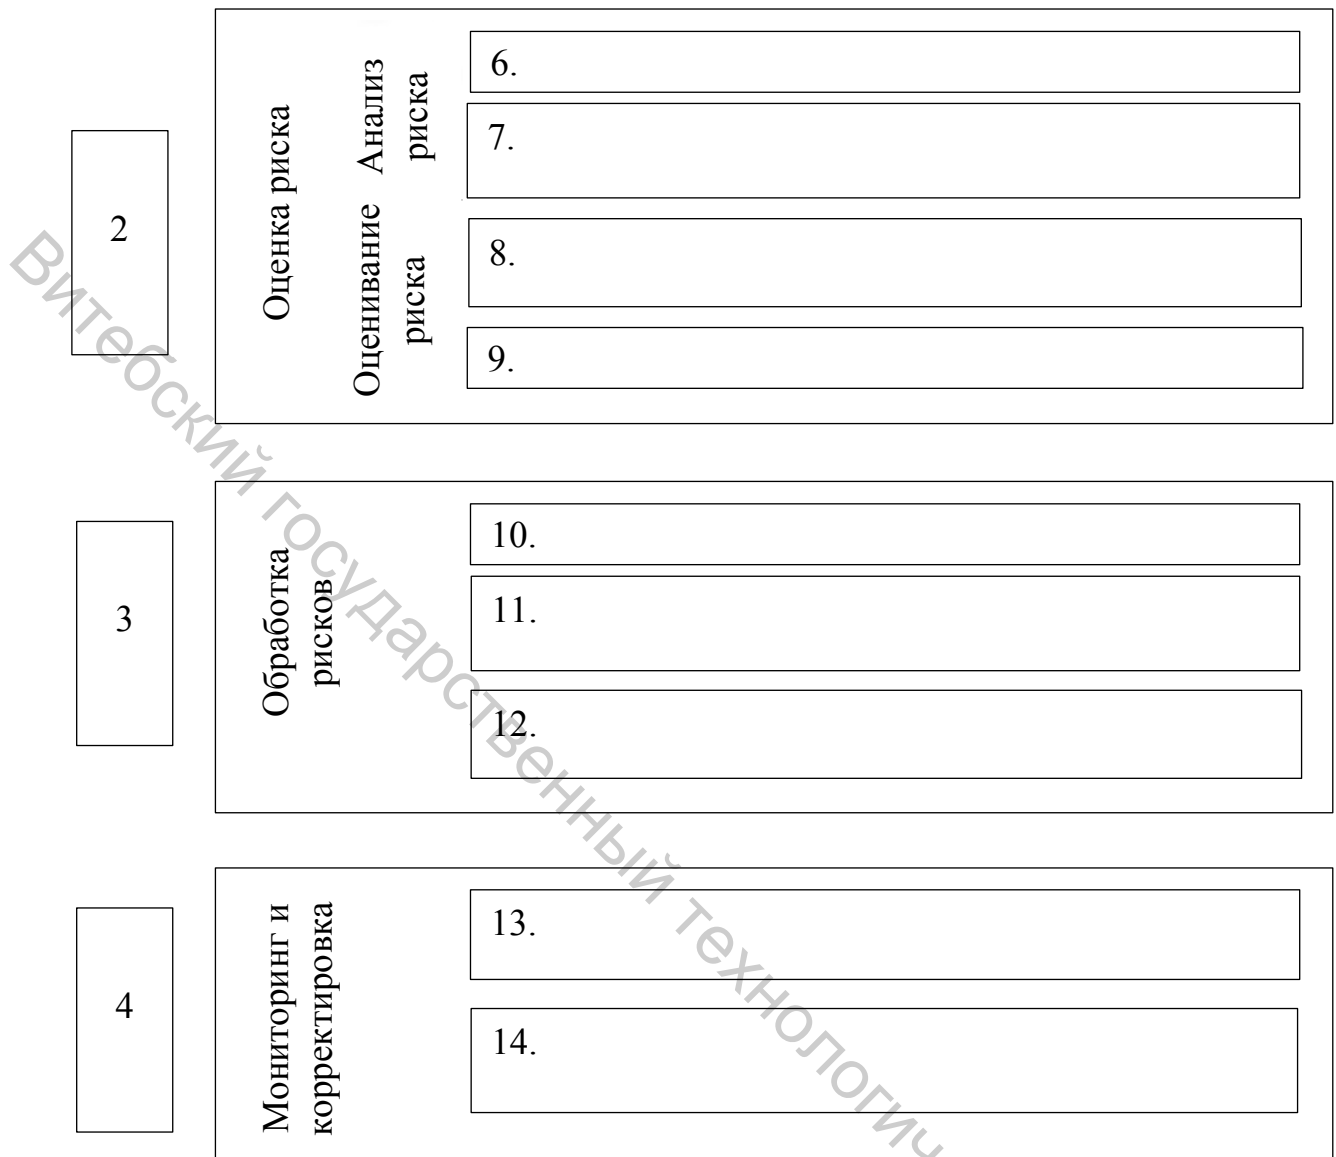 2
Оценка риска
Анализ
риска
Оценивание
риска
6.
7.
8.
9.
3
Обработка
рисков
10.
11.
12.
4
Мониторинг и
корректировка
13.
14.
Витебский государственный технологич